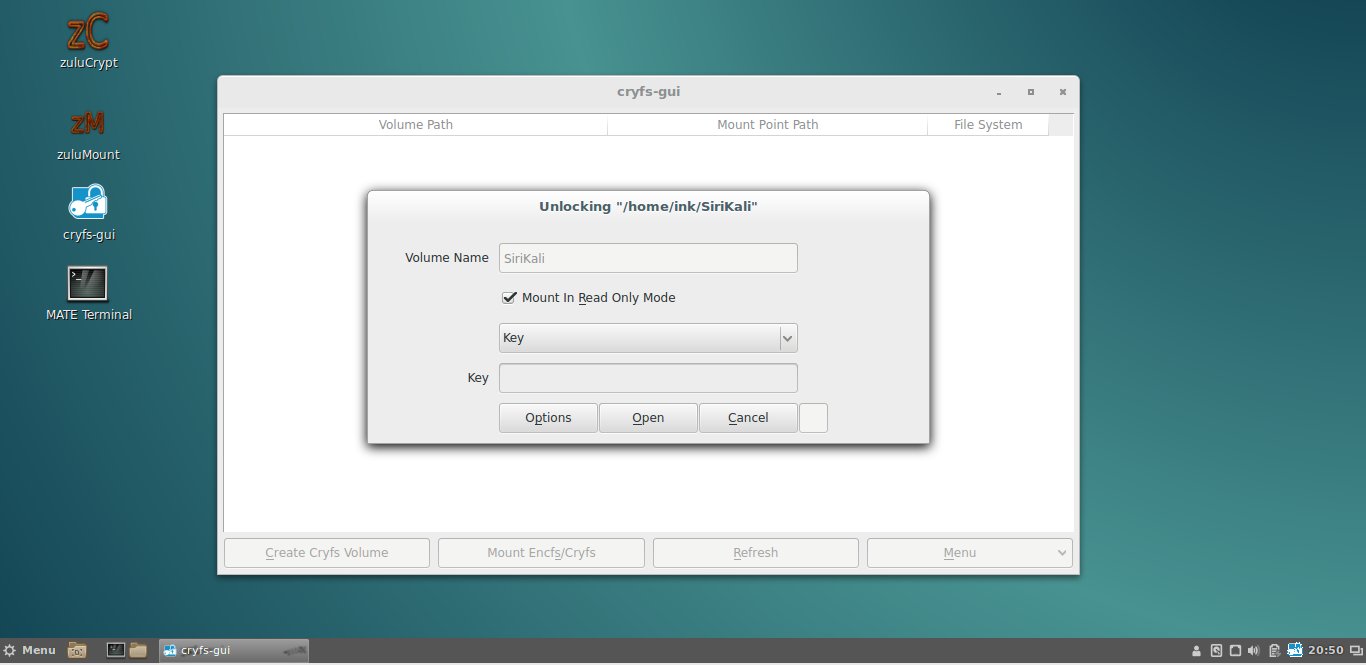 zC
zuluCrypt
zM
zuluMount
cryfs-gui
>_
MATE Terminal
cryfs-gui
Volume Path Mount Point Path File System
Unlocking "/home/ink/SiriKali"
Volume Name SiriKali
Mount In Read Only Mode
Key
Key
Options Open Cancel
Create Cryfs Volume Mount Encfs/Cryfs Refresh Menu
Menu cryfs-gui 20:50